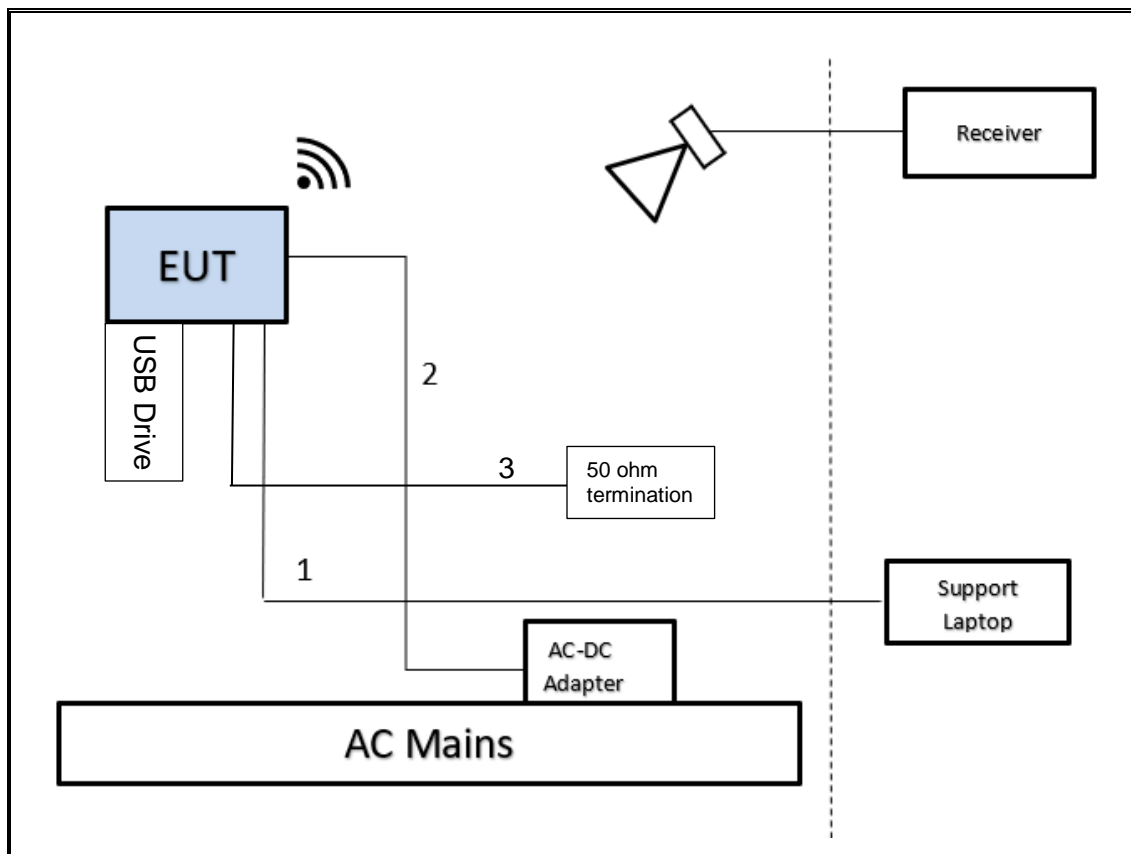 Receiver
EUT
USB Drive
2
3
50 ohm
termination
1
Support
Laptop
AC-DC
Adapter
AC Mains